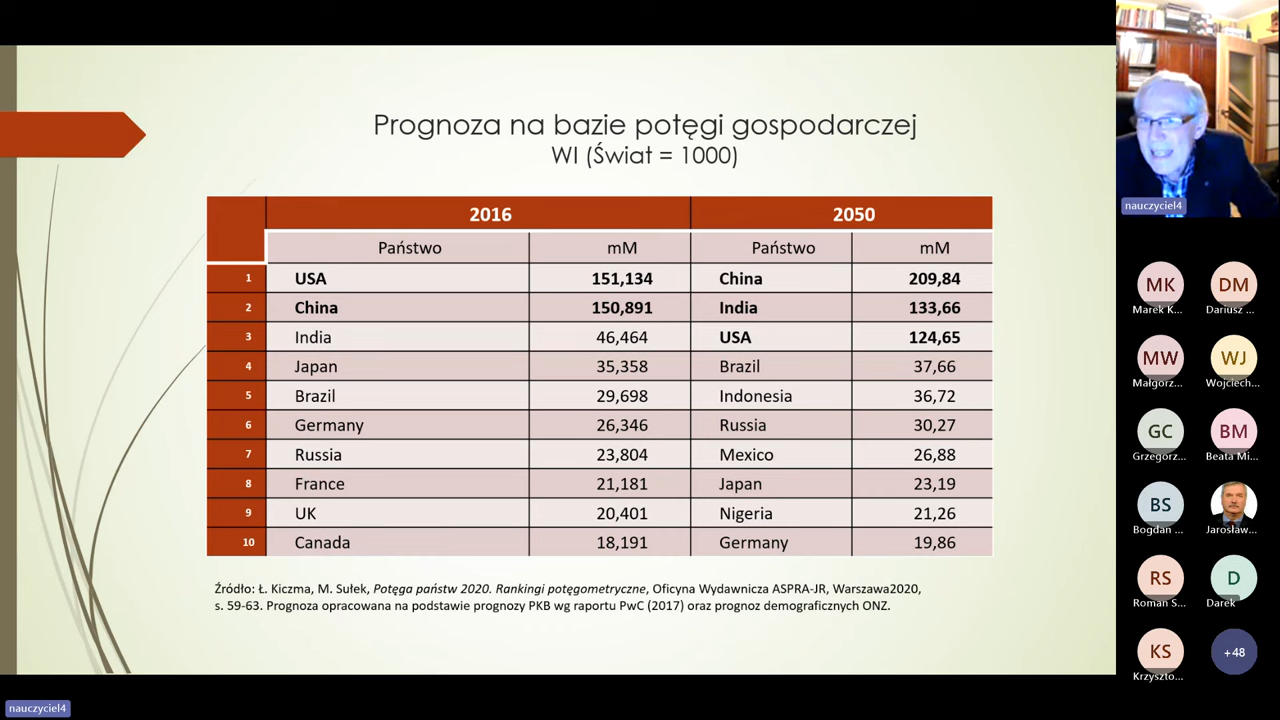 Prognoza na bazie potęgi gospodarczej
WI (Świat = 1000)
2016 2050
Państwo mM Państwo mM
1 USA 151,134 China 209,84
2 China 150,891 India 133,66
3 India 46,464 USA 124,65
4 Japan 35,358 Brazil 37,66
5 Brazil 29,698 Indonesia 36,72
6 Germany 26,346 Russia 30,27
7 Russia 23,804 Mexico 26,88
8 France 21,181 Japan 23,19
9 UK 20,401 Nigeria 21,26
10 Canada 18,191 Germany 19,86
Źródło: Ł. Kiczma, M. Sułek, Potęga państw 2020. Rankingi potęgometryczne, Oficyna Wydawnicza ASPRA-JR, Warszawa2020,
s. 59-63. Prognoza opracowana na podstawie prognozy PKB wg raportu PwC (2017) oraz prognoz demograficznych ONZ.
nauczyciel4
MK DM
Marek K... Dariusz ...
MW WJ
Małgorz... Wojciech...
GC BM
Grzegorz... Beata Mi...
BS
Bogdan ... Jarosław...
RS D
Roman S... Darek
KS +48
Krzyszto...
nauczyciel4